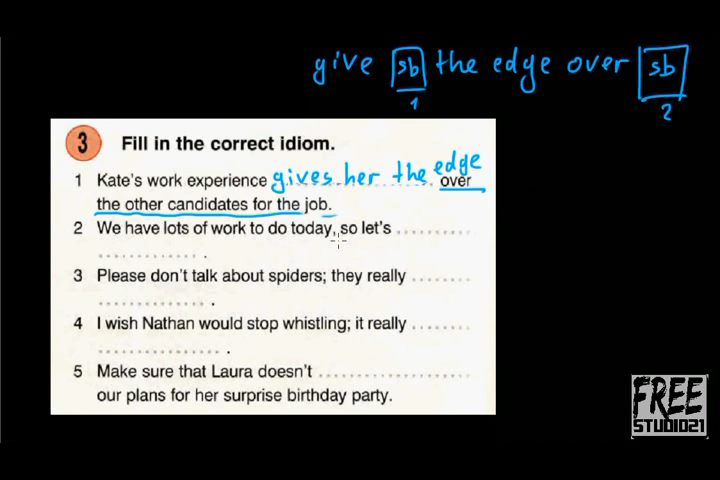 give sb the edge over sb
1 2
3 Fill in the correct idiom.
1 Kate's work experience gives her the edge over
the other candidates for the job.
2 We have lots of work to do today, so let's ..........
.............. .
3 Please don't talk about spiders; they really ........
............... .
4 I wish Nathan would stop whistling; it really ........
................. .
5 Make sure that Laura doesn't .....................
our plans for her surprise birthday party.
FREE
STUDIO21